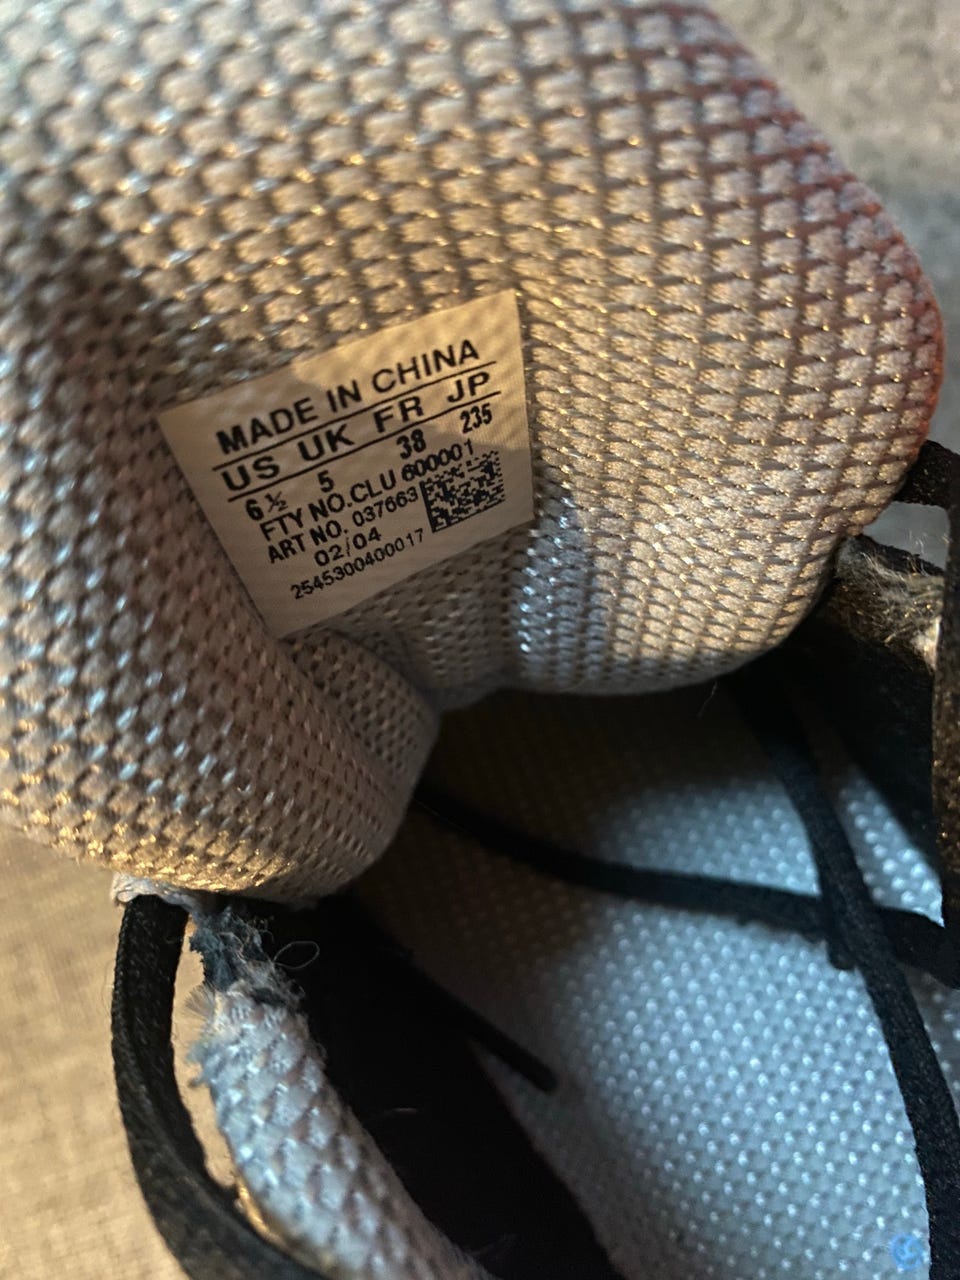 MADE IN CHINA
US UK FR JP
6½ 5 38 235
FTY NO.CLU 600001
ART NO. 037663
02/04
2545300400017